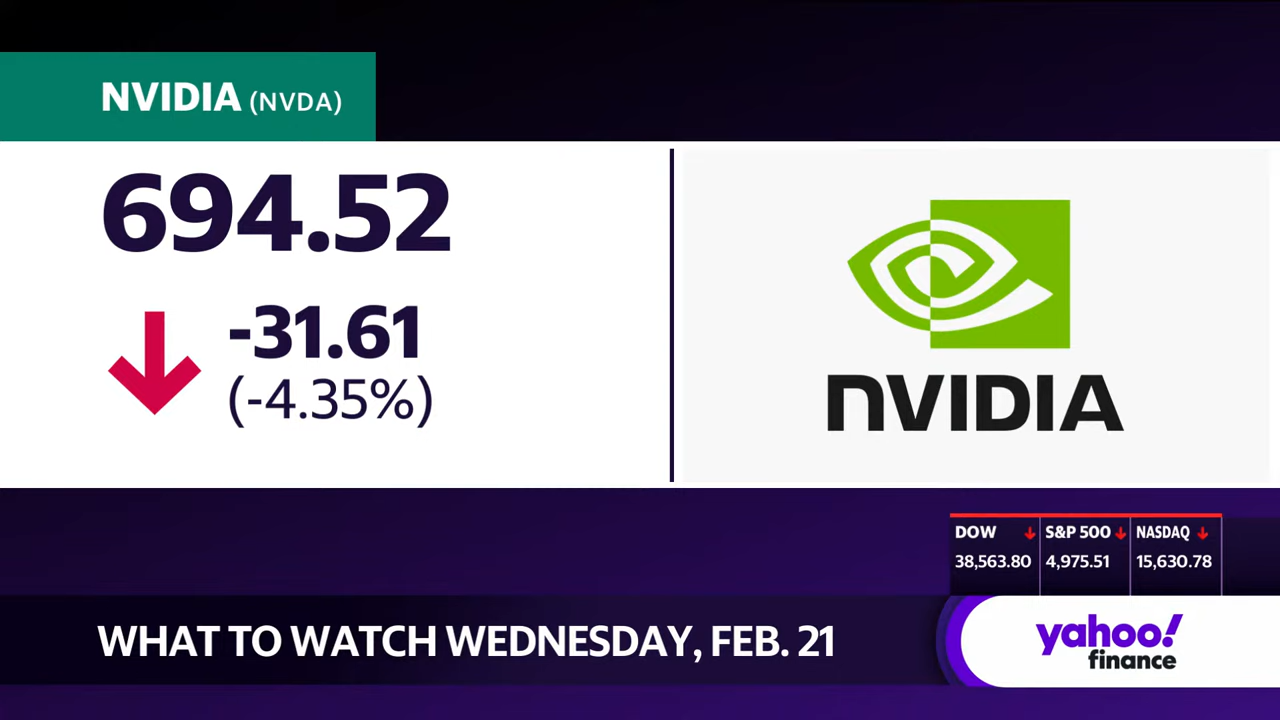 NVIDIA (NVDA)
694.52
-31.61
(-4.35%)
NVIDIA
DOW
38,563.80
S&P 500
4,975.51
NASDAQ
15,630.78
WHAT TO WATCH WEDNESDAY, FEB. 21
yahoo!
finance